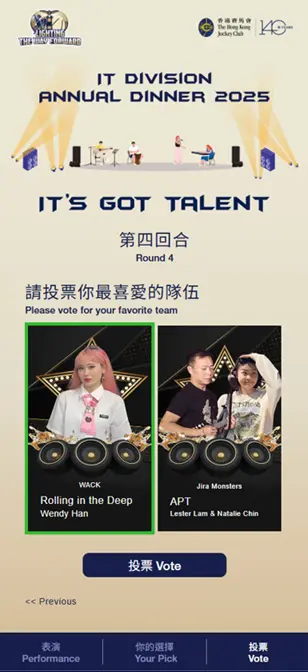 LIGHTING
THE WAY FORWARD
香港賽馬會
The Hong Kong
Jockey Club
140
IT DIVISION
ANNUAL DINNER 2025
IT'S GOT TALENT
第四回合
Round 4
請投票你最喜愛的隊伍
Please vote for your favorite team
WACK
Rolling in the Deep
Wendy Han
Jira Monsters
APT
Lester Lam & Natalie Chin
投票 Vote
<< Previous
表演
Performance
你的選擇
Your Pick
投票
Vote